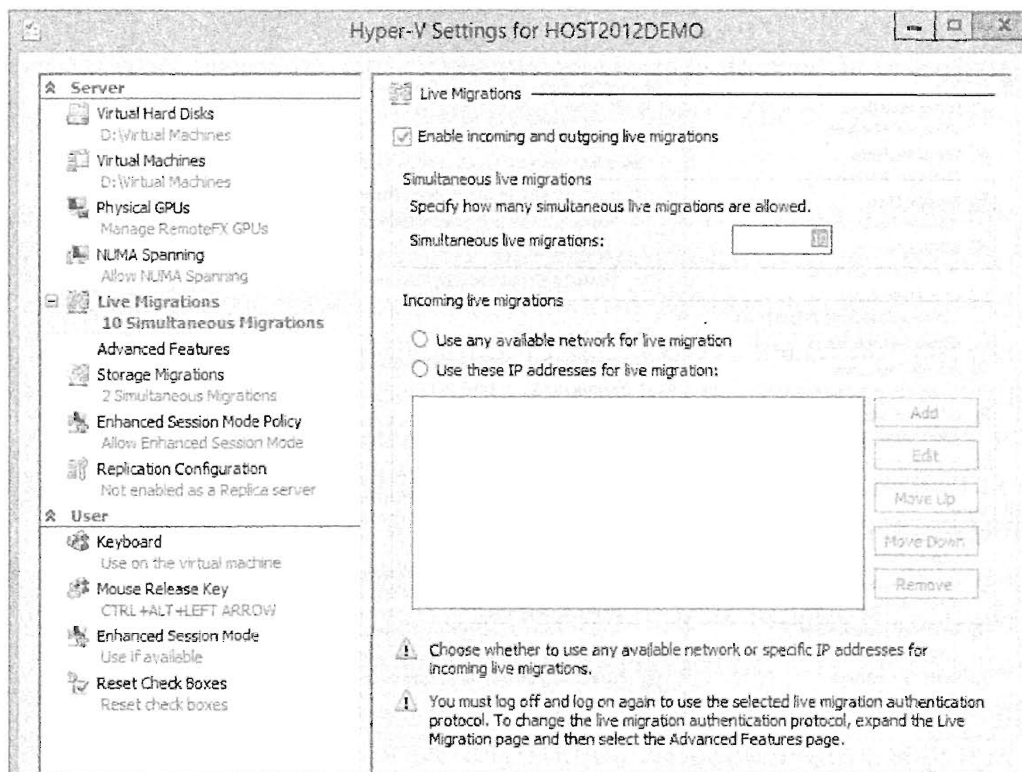 Hyper-V Settings for HOST2012DEMO
Server
Virtual Hard Disks
D:\Virtual Machines
Virtual Machines
D:\Virtual Machines
Physical GPUs
Manage RemoteFX GPUs
NUMA Spanning
Allow NUMA Spanning
Live Migrations
10 Simultaneous Migrations
Advanced Features
Storage Migrations
2 Simultaneous Migrations
Enhanced Session Mode Policy
Allow Enhanced Session Mode
Replication Configuration
Not enabled as a Replica server
User
Keyboard
Use on the virtual machine
Mouse Release Key
CTRL+ALT+LEFT ARROW
Enhanced Session Mode
Use if available
Reset Check Boxes
Reset check boxes
Live Migrations
Enable incoming and outgoing live migrations
Simultaneous live migrations
Specify how many simultaneous live migrations are allowed.
Simultaneous live migrations: 10
Incoming live migrations
Use any available network for live migration
Use these IP addresses for live migration:
Add
Edit
Move Up
Move Down
Remove
Choose whether to use any available network or specific IP addresses for
incoming live migrations.
You must log off and log on again to use the selected live migration authentication
protocol. To change the live migration authentication protocol, expand the Live
Migration page and then select the Advanced Features page.